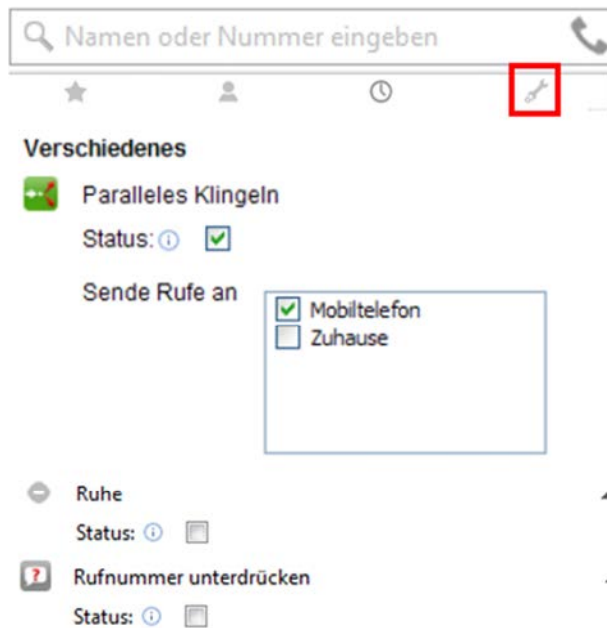 Namen oder Nummer eingeben
Verschiedenes
Paralleles Klingeln
Status:
Sende Rufe an
Mobiltelefon
Zuhause
Ruhe
Status:
Rufnummer unterdrücken
Status: